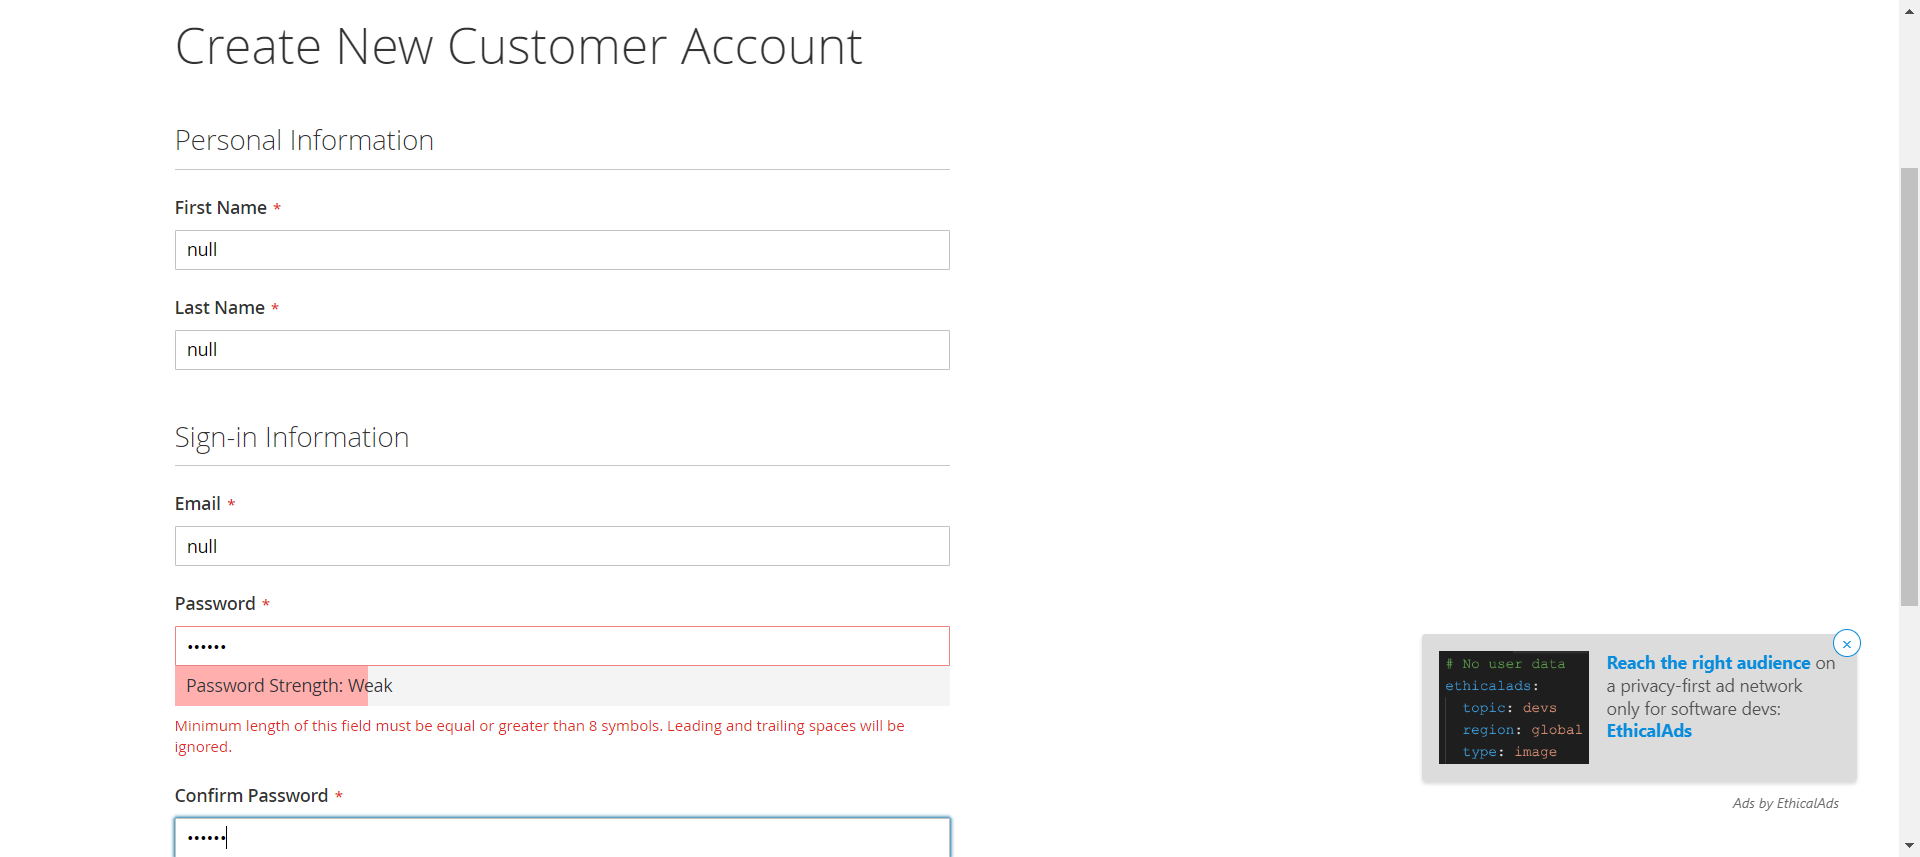 Create New Customer Account
Personal Information
First Name *
null
Last Name *
null
Sign-in Information
Email *
null
Password *
••••••
Password Strength: Weak
Minimum length of this field must be equal or greater than 8 symbols. Leading and trailing spaces will be
ignored.
Confirm Password *
••••••
×
# No user data
ethicalads:
topic: devs
region: global
type: image
Reach the right audience on
a privacy-first ad network
only for software devs:
EthicalAds
Ads by EthicalAds